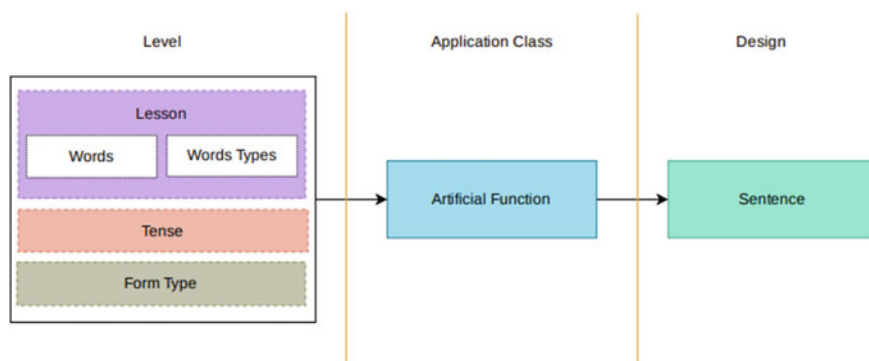 Level
Application Class
Design
Lesson
Words
Words Types
Tense
Form Type
Artificial Function
Sentence